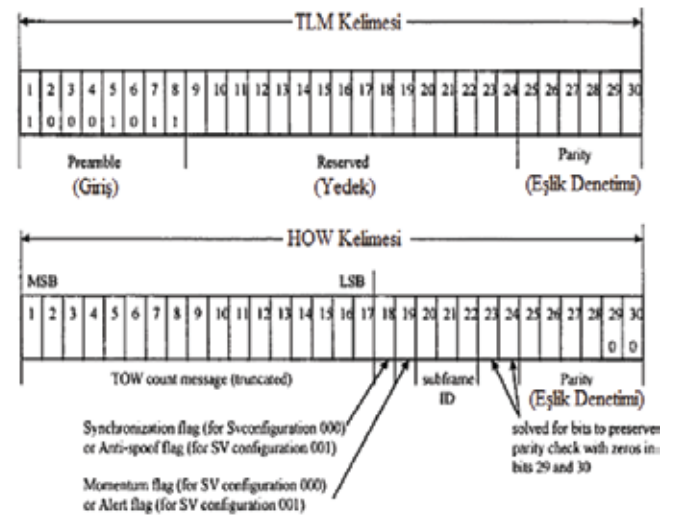 TLM Kelimesi
1 2 3 4 5 6 7 8 9 10 11 12 13 14 15 16 17 18 19 20 21 22 23 24 25 26 27 28 29 30
1 0 0 0 1 0 1 1
Preamble Reserved Parity
(Giriş) (Yedek) (Eşlik Denetimi)
HOW Kelimesi
MSB LSB
1 2 3 4 5 6 7 8 9 10 11 12 13 14 15 16 17 18 19 20 21 22 23 24 25 26 27 28 29 30
0 0
TOW count message (truncated) subframe Parity
ID (Eşlik Denetimi)
Synchronization flag (for Svconfiguration 000) solved for bits to preserver
or Anti-spoof flag (for SV configuration 001) parity check with zeros in
bits 29 and 30
Momentum flag (for SV configuration 000)
or Alert flag (for SV configuration 001)